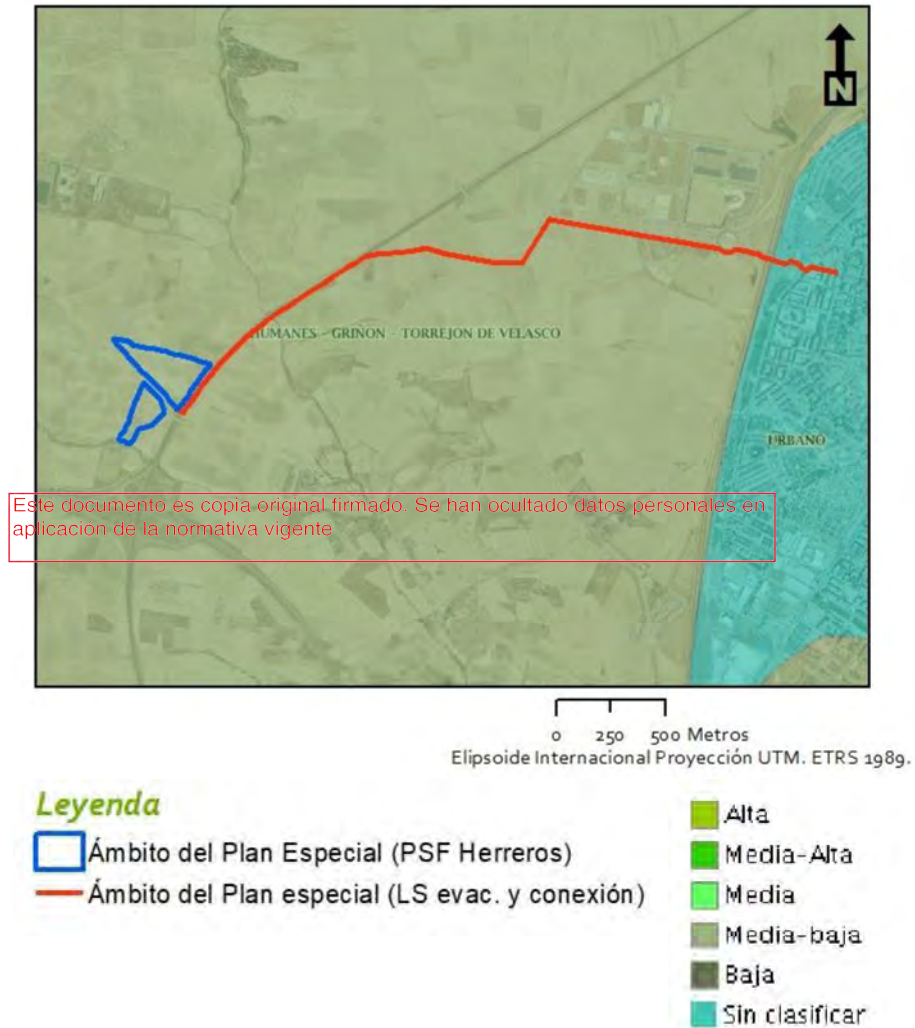 N
HUMANES - GRIÑON - TORREJON DE VELASCO
URBANO
Este documento es copia original firmado. Se han ocultado datos personales en
aplicación de la normativa vigente
0 250 500 Metros
Elipsoide Internacional Proyección UTM. ETRS 1989.
Leyenda
Ámbito del Plan Especial (PSF Herreros)
Ámbito del Plan especial (LS evac. y conexión)
Alta
Media-Alta
Media
Media-baja
Baja
Sin clasificar